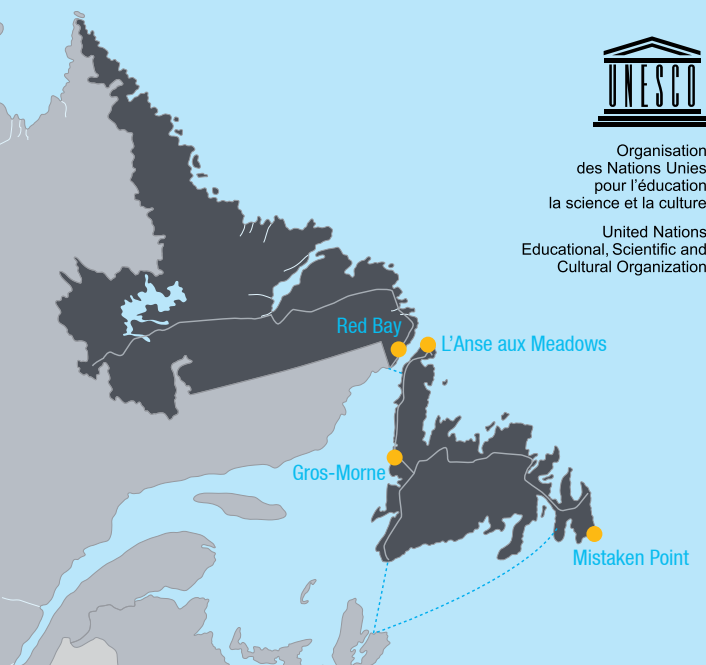 UNESCO
Organisation
des Nations Unies
pour l'éducation
la science et la culture
United Nations
Educational, Scientific and
Cultural Organization
Red Bay
L'Anse aux Meadows
Gros-Morne
Mistaken Point